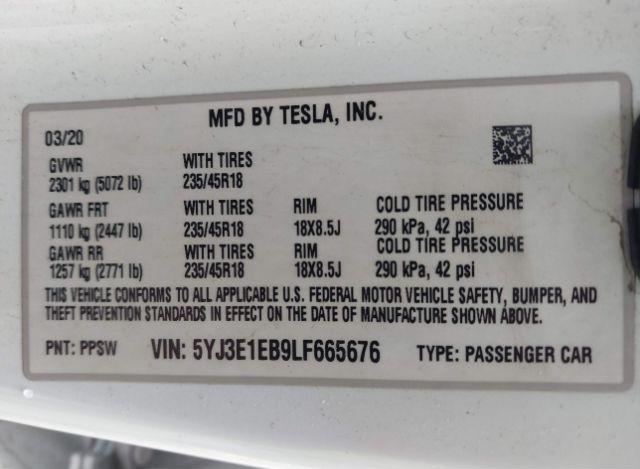 MFD BY TESLA, INC.
03/20
GVWR WITH TIRES
2301 kg (5072 lb) 235/45R18
GAWR FRT WITH TIRES RIM COLD TIRE PRESSURE
1110 kg (2447 lb) 235/45R18 18X8.5J 290 kPa, 42 psi
GAWR RR WITH TIRES RIM COLD TIRE PRESSURE
1257 kg (2771 lb) 235/45R18 18X8.5J 290 kPa, 42 psi
THIS VEHICLE CONFORMS TO ALL APPLICABLE U.S. FEDERAL MOTOR VEHICLE SAFETY, BUMPER, AND
THEFT PREVENTION STANDARDS IN EFFECT ON THE DATE OF MANUFACTURE SHOWN ABOVE.
PNT: PPSW VIN: 5YJ3E1EB9LF665676 TYPE: PASSENGER CAR